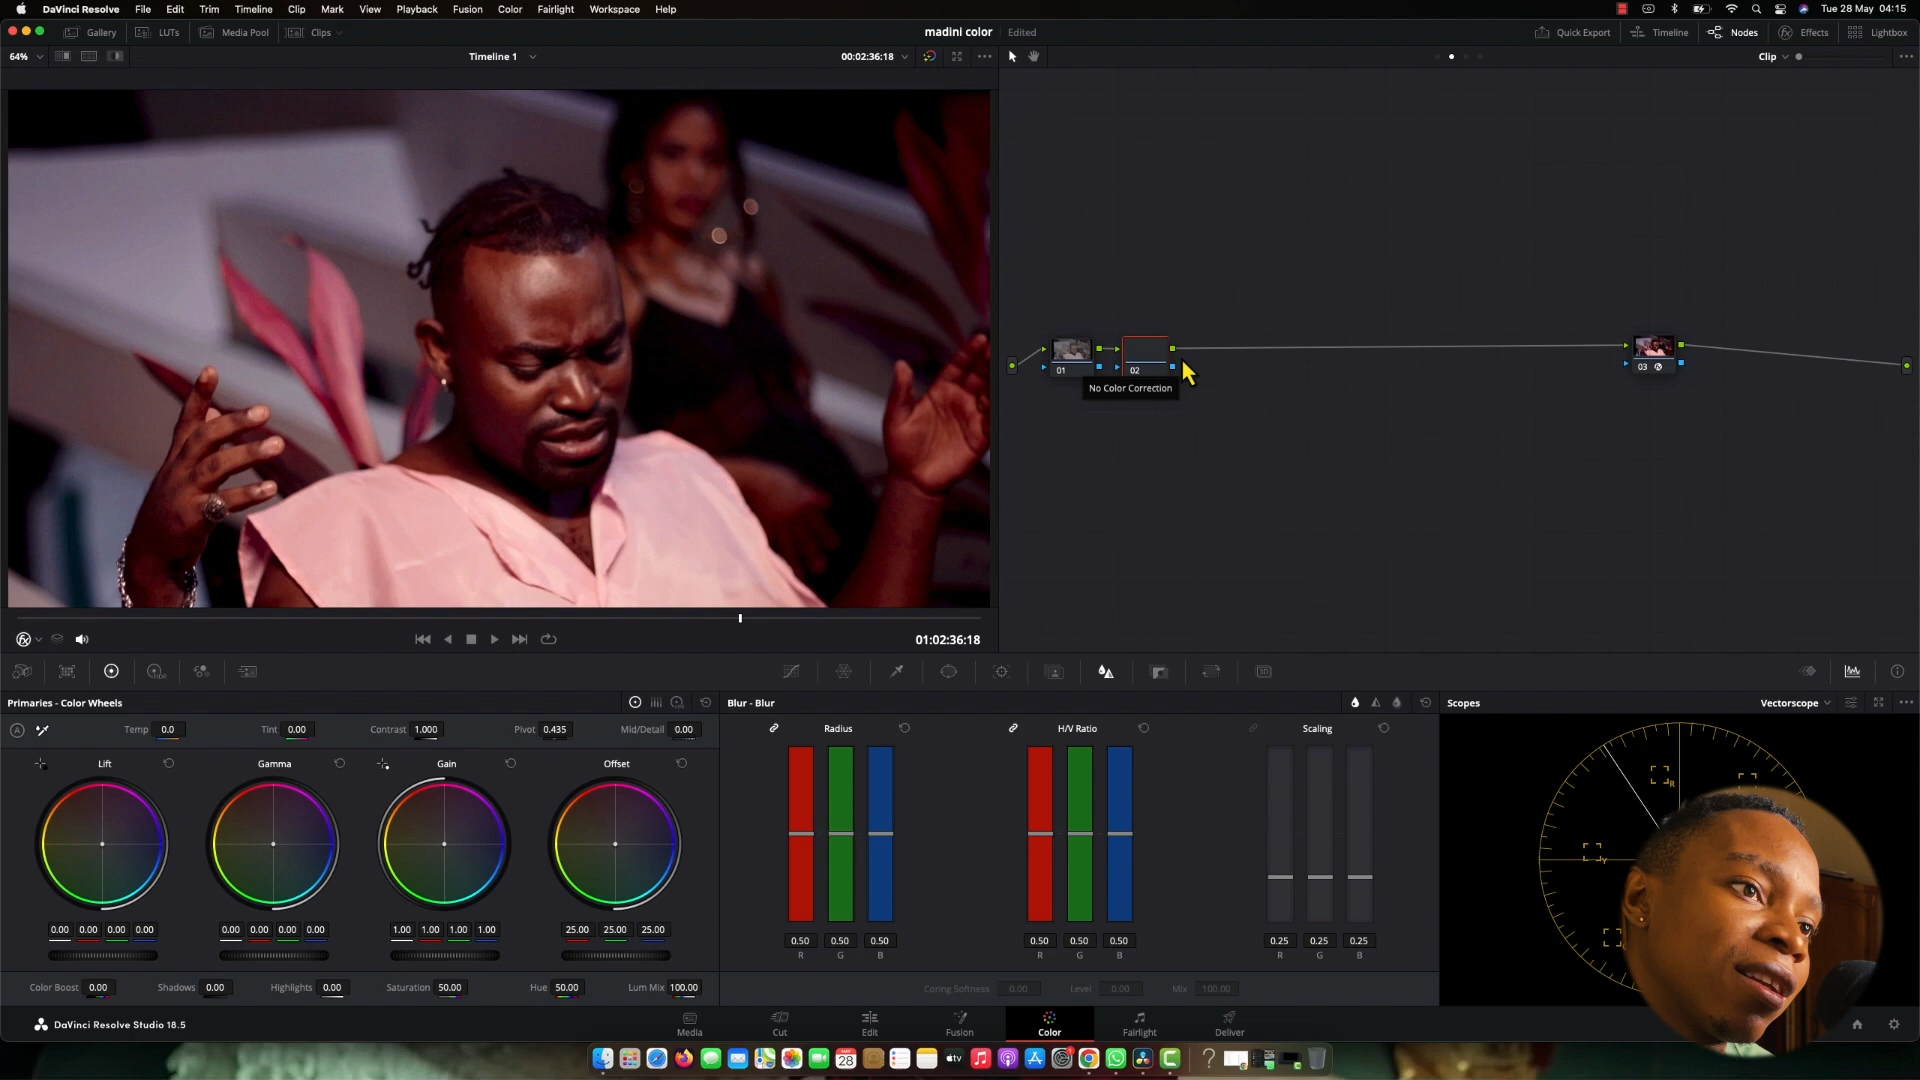 DaVinci Resolve File Edit Trim Timeline Clip Mark View Playback Fusion Color Fairlight Workspace Help Tue 28 May 04:15
Gallery LUTs Media Pool Clips madini color Edited Quick Export Timeline Nodes Effects Lightbox
64% Timeline 1 00:02:36:18 Clip
01 02 03
No Color Correction
01:02:36:18
HDR 3D
Primaries - Color Wheels Blur - Blur Scopes Vectorscope
A Temp 0.0 Tint 0.00 Contrast 1.000 Pivot 0.435 Mid/Detail 0.00 Radius H/V Ratio Scaling
Lift Gamma Gain Offset
R
Y
0.00 0.00 0.00 0.00 0.00 0.00 0.00 0.00 1.00 1.00 1.00 1.00 25.00 25.00 25.00 0.50 0.50 0.50 0.50 0.50 0.50 0.25 0.25 0.25
R G B R G B R G B
Color Boost 0.00 Shadows 0.00 Highlights 0.00 Saturation 50.00 Hue 50.00 Lum Mix 100.00 Coring Softness 0.00 Level 0.00 Mix 100.00
DaVinci Resolve Studio 18.5 Media Cut Edit Fusion Color Fairlight Deliver
28 tv